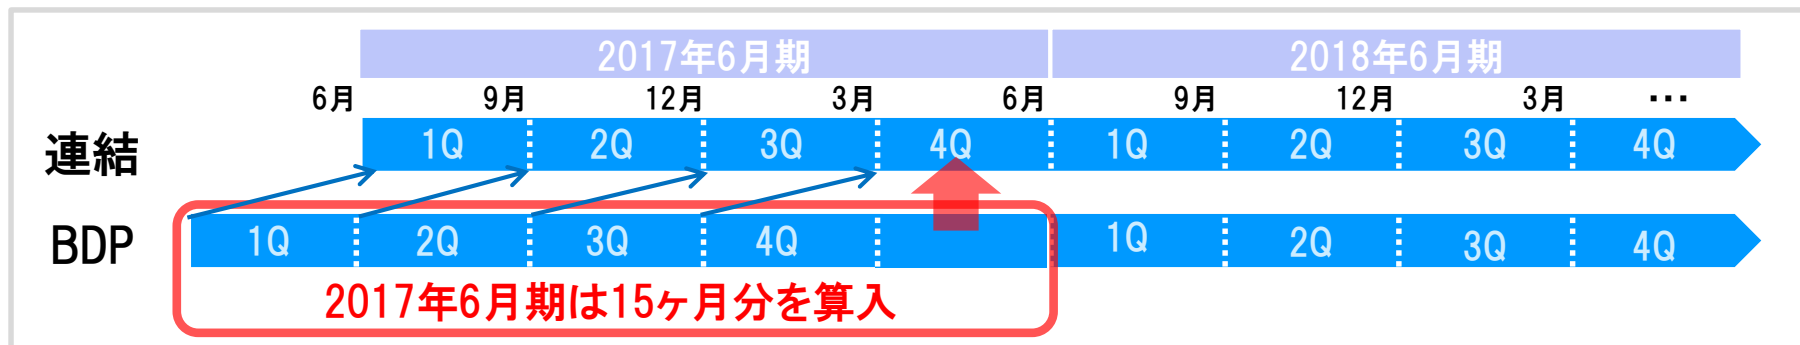 2017年6月期 2018年6月期
6月 9月 12月 3月 6月 9月 12月 3月 ･･･
連結 1Q 2Q 3Q 4Q 1Q 2Q 3Q 4Q
BDP 1Q 2Q 3Q 4Q 1Q 2Q 3Q 4Q
2017年6月期は15ヶ月分を算入